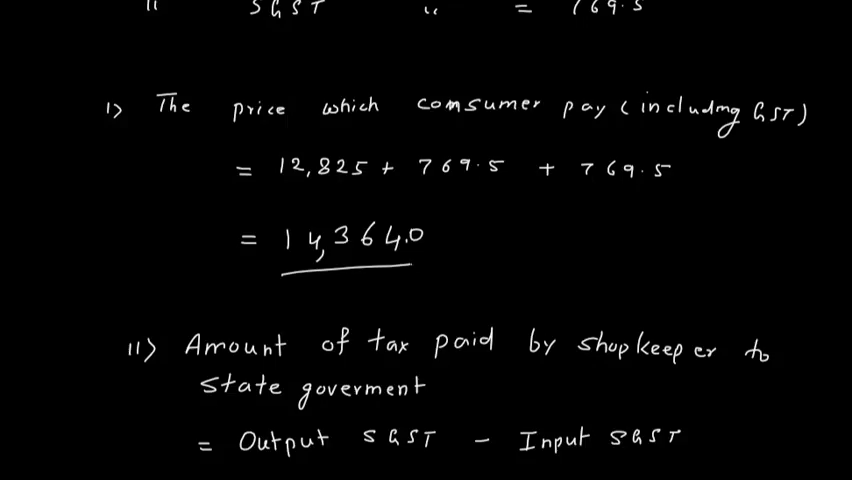 " SGST " = 769.5
i) The price which comsumer pay (including GST)
= 12,825 + 769.5 + 769.5
= 14,364.0
ii) Amount of tax paid by shopkeeper to
state goverment
= Output SGST - Input SGST